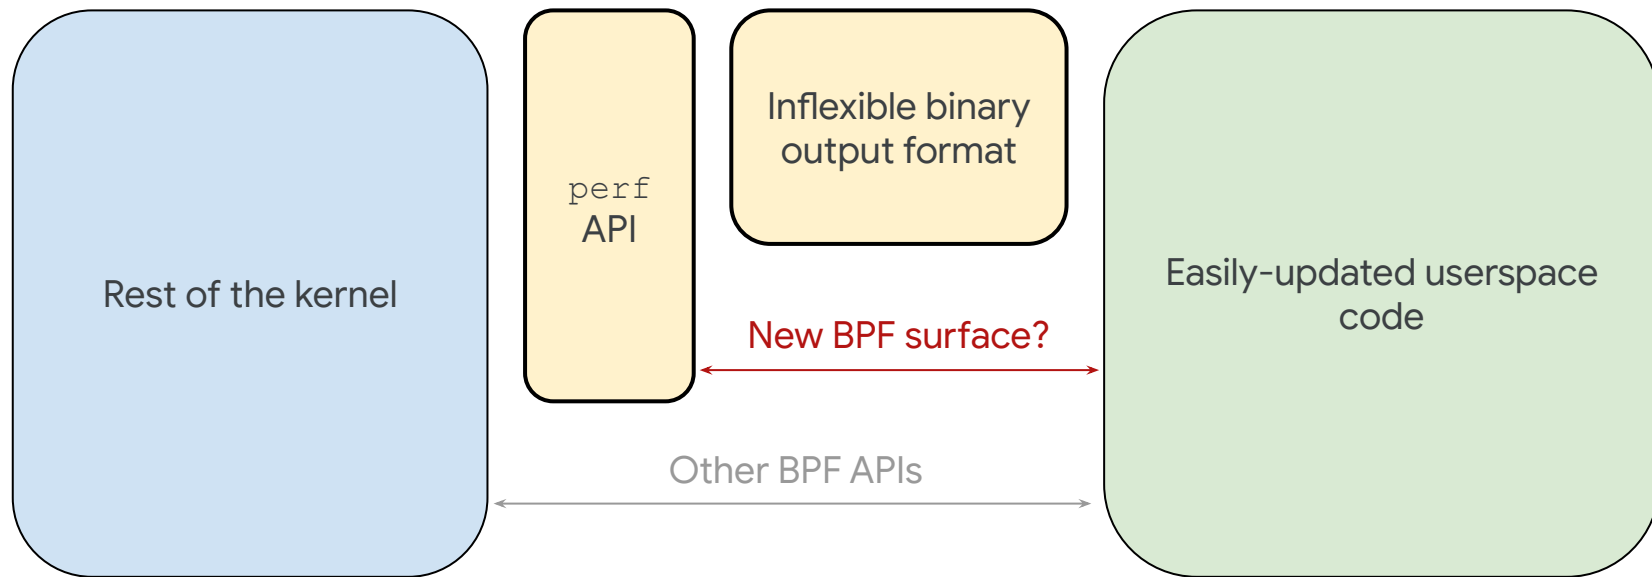 Rest of the kernel
perf
API
Inflexible binary
output format
New BPF surface?
Other BPF APIs
Easily-updated userspace
code